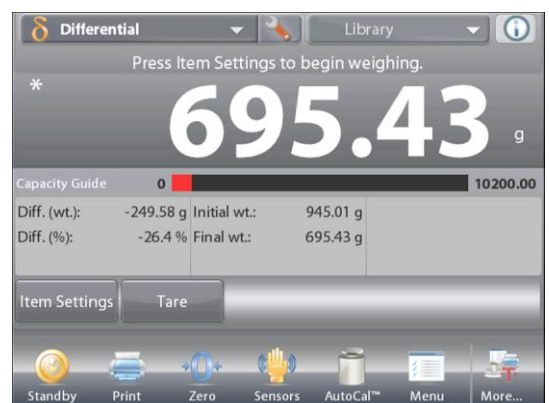 δ Differential Library
Press Item Settings to begin weighing.
*
695.43 g
Capacity Guide 0 10200.00
Diff. (wt.): -249.58 g Initial wt.: 945.01 g
Diff. (%): -26.4 % Final wt.: 695.43 g
Item Settings Tare
Standby Print Zero Sensors AutoCal™ Menu More...